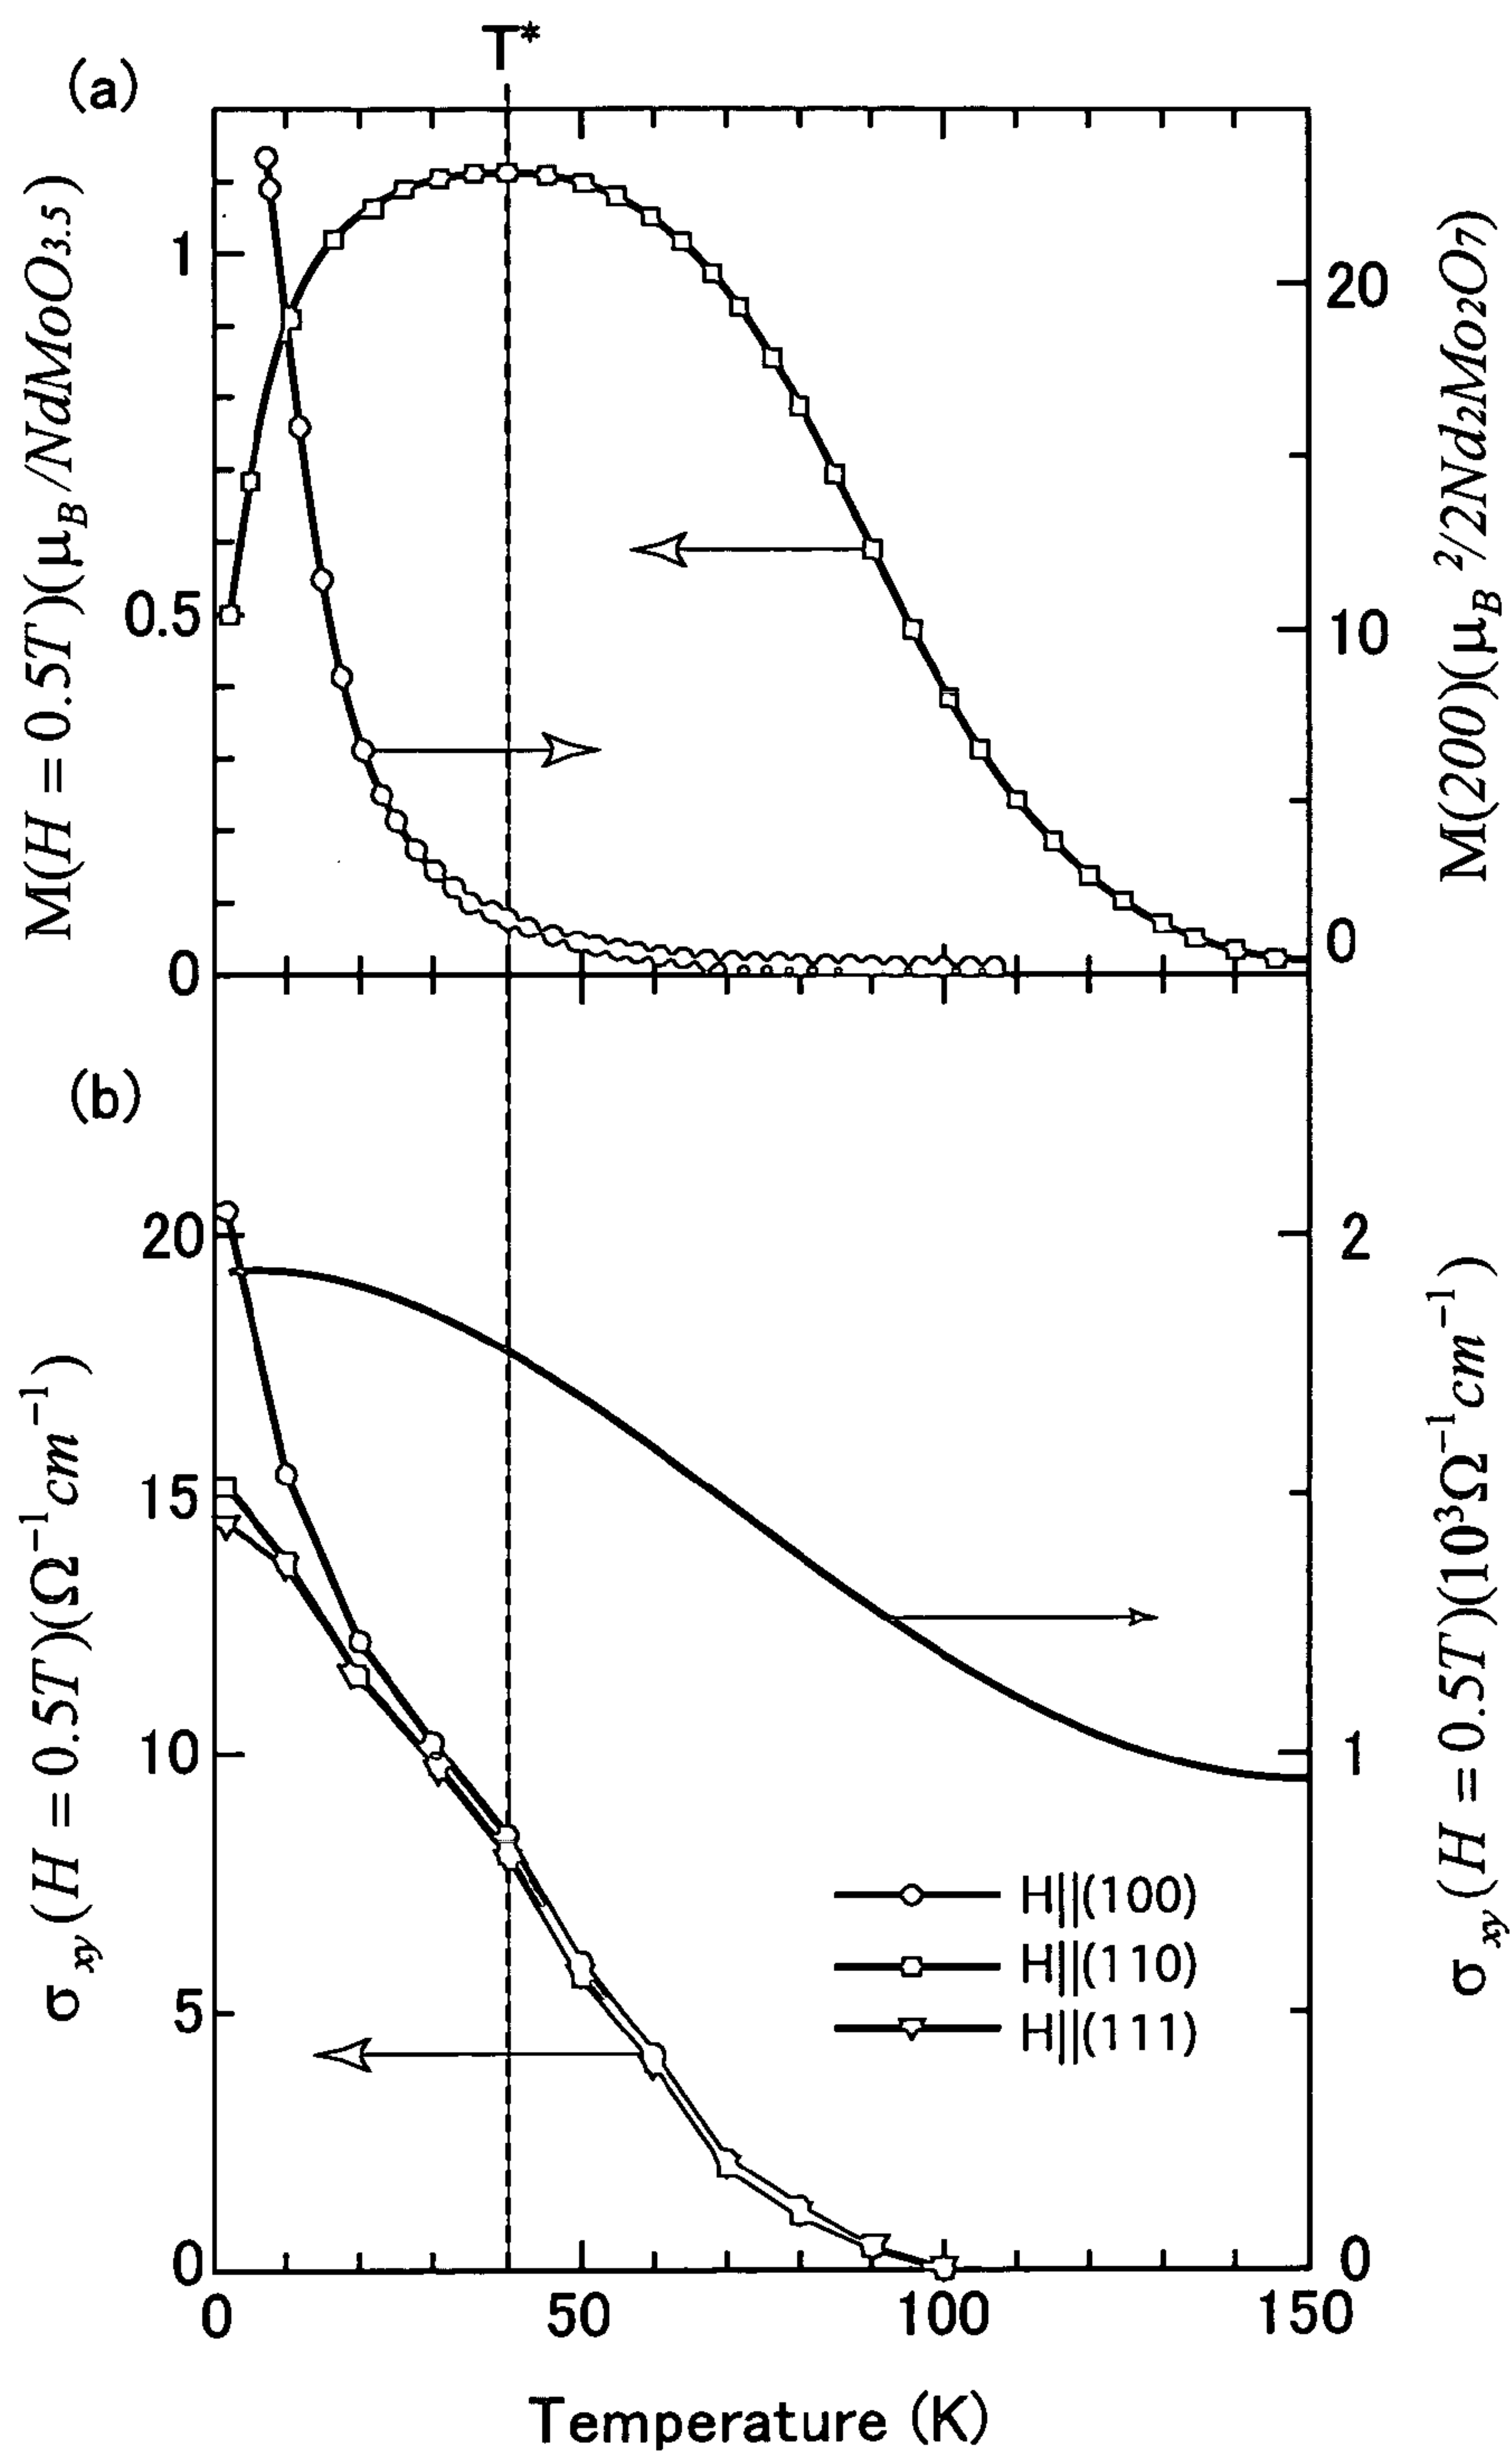 T*
(a)
M(H = 0.5T)(μB/NdMoO3.5)
1
0.5
0
M(200)(μB²/2Nd2Mo2O7)
20
10
0
(b)
σxy(H = 0.5T)(Ω⁻¹cm⁻¹)
20
15
10
5
0
σxy(H = 0.5T)(10³Ω⁻¹cm⁻¹)
2
1
0
H||(100)
H||(110)
H||(111)
0 50 100 150
Temperature (K)